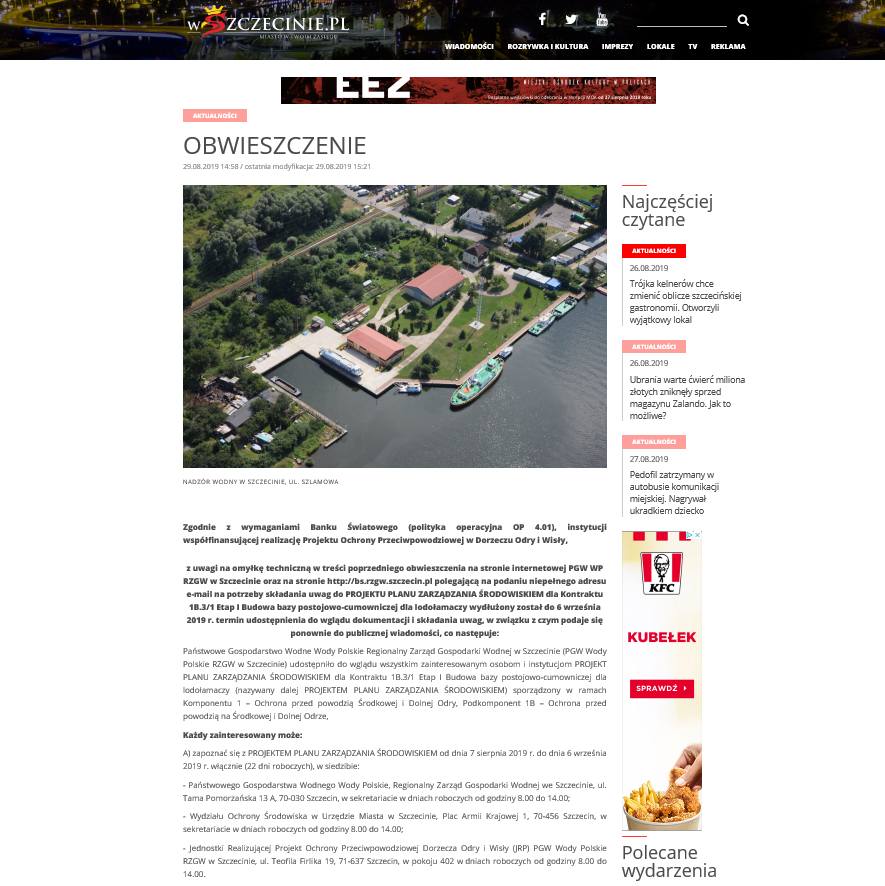 wSZCZECINIE.PL
MIASTO W TWOIM ZASIĘGU
WIADOMOŚCI ROZRYWKA I KULTURA IMPREZY LOKALE TV REKLAMA
MIEJSKI OŚRODEK KULTURY W POLICACH
Bezpłatne wejściówki do odebrania w recepcji MOK od 27 sierpnia 2019 roku
AKTUALNOŚCI
OBWIESZCZENIE
29.08.2019 14:58 / ostatnia modyfikacja: 29.08.2019 15:21
NADZÓR WODNY W SZCZECINIE, UL. SZLAMOWA
Zgodnie z wymaganiami Banku Światowego (polityka operacyjna OP 4.01), instytucji
współfinansującej realizację Projektu Ochrony Przeciwpowodziowej w Dorzeczu Odry i Wisły,
z uwagi na omyłkę techniczną w treści poprzedniego obwieszczenia na stronie internetowej PGW WP
RZGW w Szczecinie oraz na stronie http://bs.rzgw.szczecin.pl polegającą na podaniu niepełnego adresu
e-mail na potrzeby składania uwag do PROJEKTU PLANU ZARZĄDZANIA ŚRODOWISKIEM dla Kontraktu
1B.3/1 Etap I Budowa bazy postojowo-cumowniczej dla lodołamaczy wydłużony został do 6 września
2019 r. termin udostępnienia do wglądu dokumentacji i składania uwag, w związku z czym podaje się
ponownie do publicznej wiadomości, co następuje:
Państwowe Gospodarstwo Wodne Wody Polskie Regionalny Zarząd Gospodarki Wodnej w Szczecinie (PGW Wody
Polskie RZGW w Szczecinie) udostępniło do wglądu wszystkim zainteresowanym osobom i instytucjom PROJEKT
PLANU ZARZĄDZANIA ŚRODOWISKIEM dla Kontraktu 1B.3/1 Etap I Budowa bazy postojowo-cumowniczej dla
lodołamaczy (nazywany dalej PROJEKTEM PLANU ZARZĄDZANIA ŚRODOWISKIEM) sporządzony w ramach
Komponentu 1 – Ochrona przed powodzią Środkowej i Dolnej Odry, Podkomponent 1B – Ochrona przed
powodzią na Środkowej i Dolnej Odrze,
Każdy zainteresowany może:
A) zapoznać się z PROJEKTEM PLANU ZARZĄDZANIA ŚRODOWISKIEM od dnia 7 sierpnia 2019 r. do dnia 6 września
2019 r. włącznie (22 dni roboczych), w siedzibie:
- Państwowego Gospodarstwa Wodnego Wody Polskie, Regionalny Zarząd Gospodarki Wodnej we Szczecinie, ul.
Tama Pomorzańska 13 A, 70-030 Szczecin, w sekretariacie w dniach roboczych od godziny 8.00 do 14.00;
- Wydziału Ochrony Środowiska w Urzędzie Miasta w Szczecinie, Plac Armii Krajowej 1, 70-456 Szczecin, w
sekretariacie w dniach roboczych od godziny 8.00 do 14.00;
- Jednostki Realizującej Projekt Ochrony Przeciwpowodziowej Dorzecza Odry i Wisły (JRP) PGW Wody Polskie
RZGW w Szczecinie, ul. Teofila Firlika 19, 71-637 Szczecin, w pokoju 402 w dniach roboczych od godziny 8.00 do
14.00.
Najczęściej
czytane
AKTUALNOŚCI
26.08.2019
Trójka kelnerów chce
zmienić oblicze szczecińskiej
gastronomii. Otworzyli
wyjątkowy lokal
AKTUALNOŚCI
26.08.2019
Ubrania warte ćwierć miliona
złotych zniknęły sprzed
magazynu Zalando. Jak to
możliwe?
AKTUALNOŚCI
27.08.2019
Pedofil zatrzymany w
autobusie komunikacji
miejskiej. Nagrywał
ukradkiem dziecko
KFC
KUBEŁEK
SPRAWDŹ
Polecane
wydarzenia